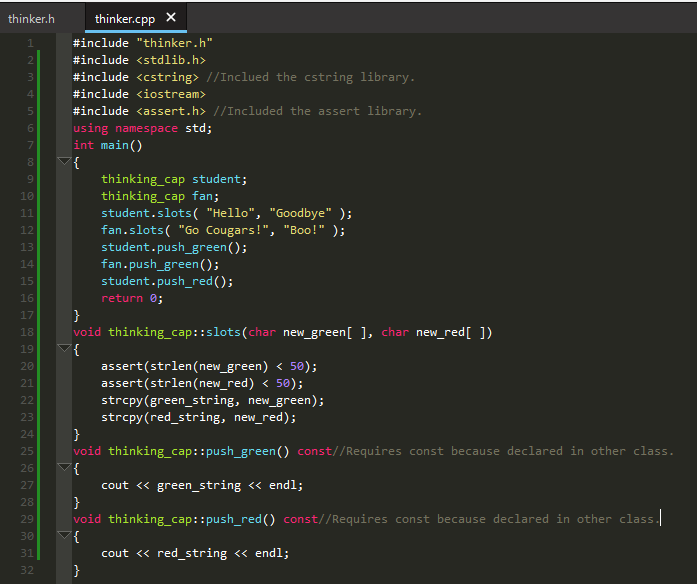 thinker.h thinker.cpp X
1 #include "thinker.h"
2 #include <stdlib.h>
3 #include <cstring> //Inclued the cstring library.
4 #include <iostream>
5 #include <assert.h> //Included the assert library.
6 using namespace std;
7 int main()
8 {
9 thinking_cap student;
10 thinking_cap fan;
11 student.slots( "Hello", "Goodbye" );
12 fan.slots( "Go Cougars!", "Boo!" );
13 student.push_green();
14 fan.push_green();
15 student.push_red();
16 return 0;
17 }
18 void thinking_cap::slots(char new_green[ ], char new_red[ ])
19 {
20 assert(strlen(new_green) < 50);
21 assert(strlen(new_red) < 50);
22 strcpy(green_string, new_green);
23 strcpy(red_string, new_red);
24 }
25 void thinking_cap::push_green() const//Requires const because declared in other class.
26 {
27 cout << green_string << endl;
28 }
29 void thinking_cap::push_red() const//Requires const because declared in other class.
30 {
31 cout << red_string << endl;
32 }